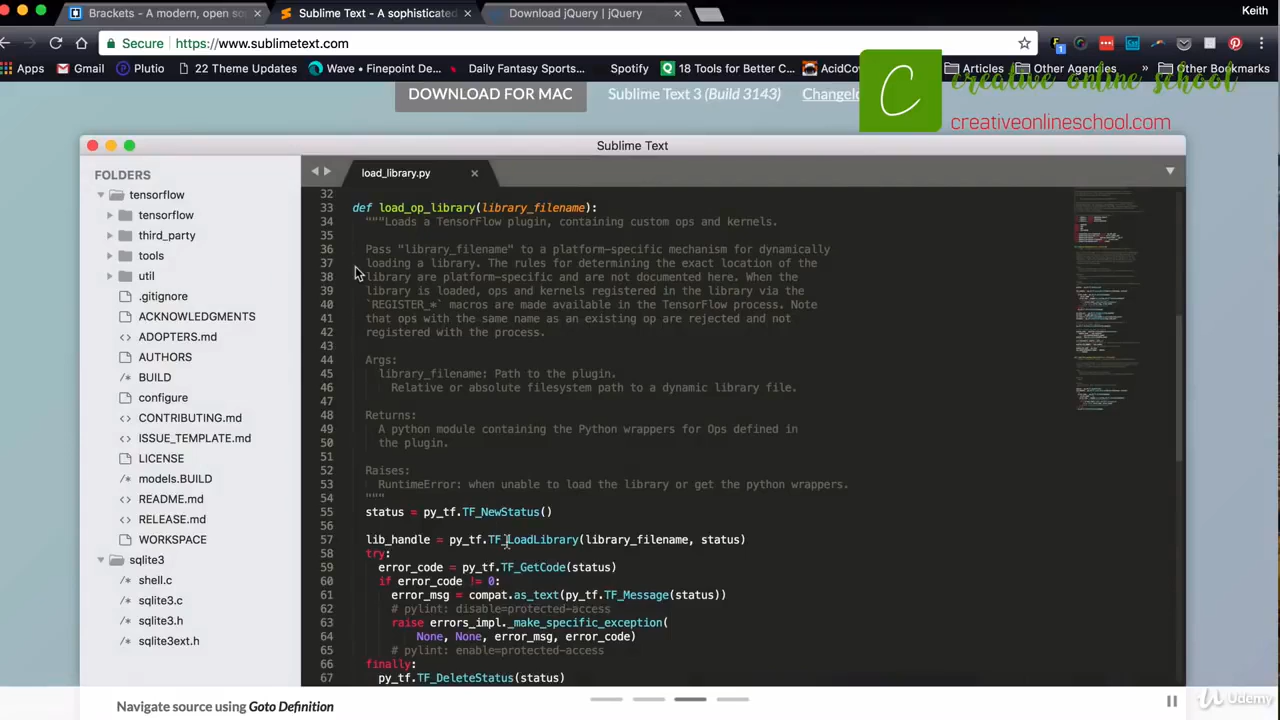 Brackets - A modern, open so
Sublime Text - A sophisticated
Download jQuery | jQuery
Keith
Secure
https://www.sublimetext.com
Apps
Gmail
Plutio
22 Theme Updates
Wave • Finepoint De...
Daily Fantasy Sports...
Spotify
18 Tools for Better C...
AcidCo
Articles
Other Agencies
»
Other Bookmarks
creative online school
creativeonlineschool.com
DOWNLOAD FOR MAC
Sublime Text 3 (Build 3143)
Changelo
Sublime Text
FOLDERS
tensorflow
tensorflow
third_party
tools
util
.gitignore
ACKNOWLEDGMENTS
<> ADOPTERS.md
AUTHORS
/* BUILD
configure
<> CONTRIBUTING.md
<> ISSUE_TEMPLATE.md
LICENSE
/* models.BUILD
<> README.md
<> RELEASE.md
WORKSPACE
sqlite3
/* shell.c
/* sqlite3.c
/* sqlite3.h
/* sqlite3ext.h
load_library.py
32
33 def load_op_library(library_filename):
34 """Loads a TensorFlow plugin, containing custom ops and kernels.
35
36 Pass "library_filename" to a platform-specific mechanism for dynamically
37 loading a library. The rules for determining the exact location of the
38 library are platform-specific and are not documented here. When the
39 library is loaded, ops and kernels registered in the library via the
40 `REGISTER_*` macros are made available in the TensorFlow process. Note
41 that ops with the same name as an existing op are rejected and not
42 registered with the process.
43
44 Args:
45 library_filename: Path to the plugin.
46 Relative or absolute filesystem path to a dynamic library file.
47
48 Returns:
49 A python module containing the Python wrappers for Ops defined in
50 the plugin.
51
52 Raises:
53 RuntimeError: when unable to load the library or get the python wrappers.
54 """
55 status = py_tf.TF_NewStatus()
56
57 lib_handle = py_tf.TF_LoadLibrary(library_filename, status)
58 try:
59 error_code = py_tf.TF_GetCode(status)
60 if error_code != 0:
61 error_msg = compat.as_text(py_tf.TF_Message(status))
62 # pylint: disable=protected-access
63 raise errors_impl._make_specific_exception(
64 None, None, error_msg, error_code)
65 # pylint: enable=protected-access
66 finally:
67 py_tf.TF_DeleteStatus(status)
Navigate source using Goto Definition
Udemy